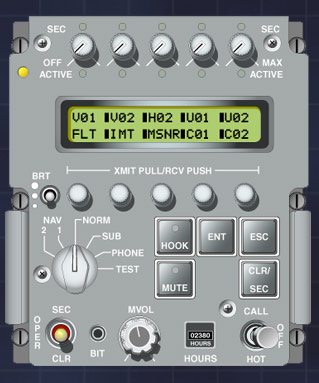 SEC SEC
OFF MAX
ACTIVE ACTIVE
V01 ▮V02 ▮H02 ▮U01 ▮U02
FLT ▮IMT ▮MSNR▮C01 ▮C02
XMIT PULL/RCV PUSH
BRT
NAV
2 1
NORM
SUB
PHONE
TEST
HOOK
ENT
ESC
MUTE
CLR/
SEC
OPER
SEC
CLR
BIT
MVOL
02380
HOURS
HOURS
CALL
OFF
HOT